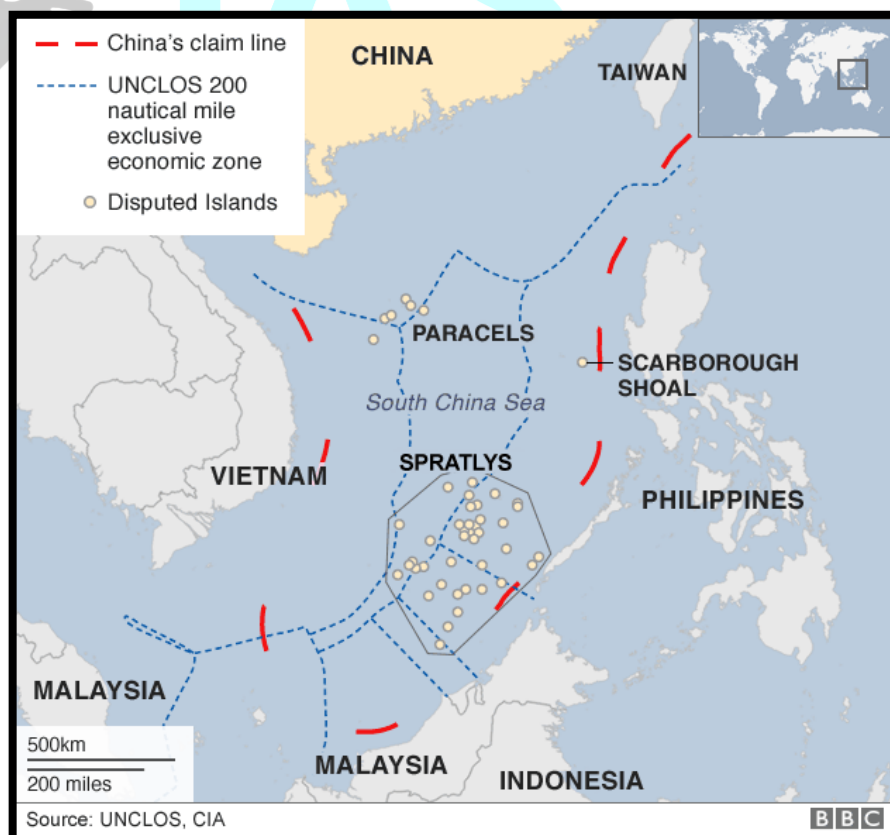 China's claim line
UNCLOS 200
nautical mile
exclusive
economic zone
Disputed Islands
CHINA
TAIWAN
PARACELS
SCARBOROUGH
SHOAL
South China Sea
SPRATLYS
VIETNAM
PHILIPPINES
MALAYSIA
MALAYSIA
INDONESIA
500km
200 miles
Source: UNCLOS, CIA
BBC